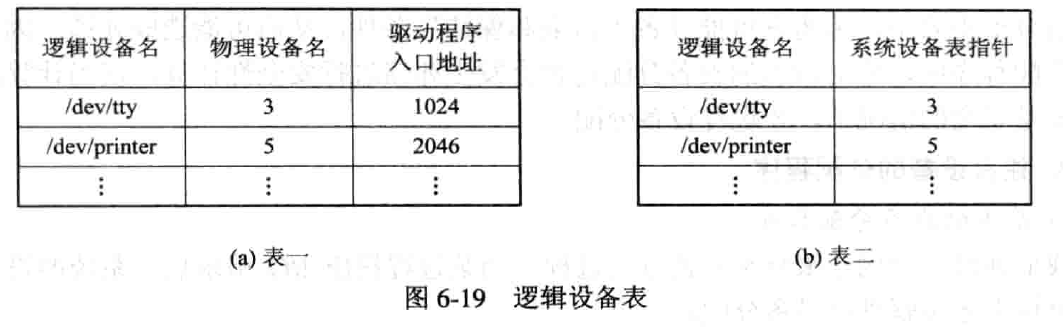 逻辑设备名 物理设备名 驱动程序
入口地址
/dev/tty 3 1024
/dev/printer 5 2046
⋮ ⋮ ⋮
(a) 表一
逻辑设备名 系统设备表指针
/dev/tty 3
/dev/printer 5
⋮ ⋮
(b) 表二
图 6-19 逻辑设备表